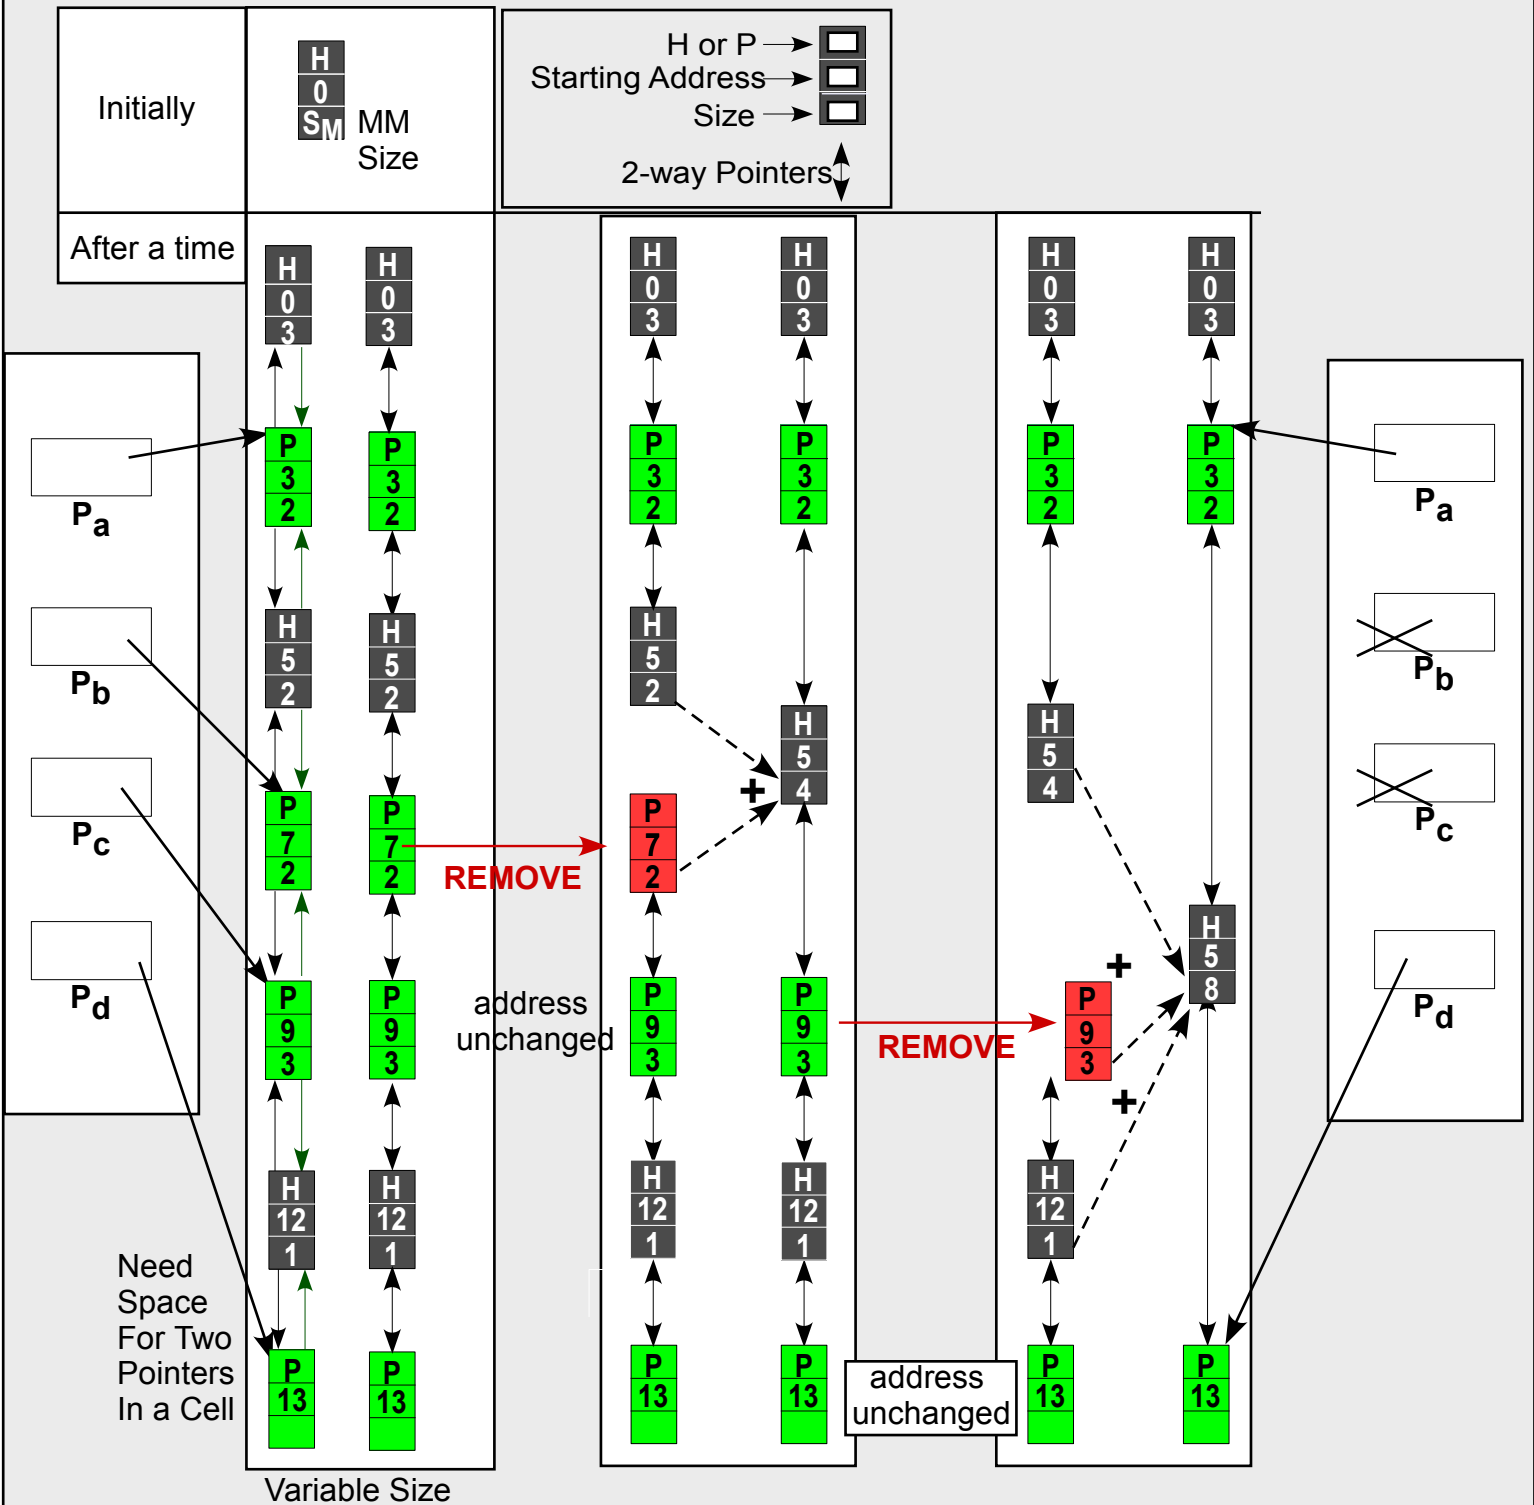 Initially
H
0
SM
MM
Size
H or P
Starting Address
Size
2-way Pointers
After a time
H
0
3
P
3
2
H
5
2
P
7
2
P
9
3
H
12
1
P
13
H
0
3
P
3
2
H
5
2
P
7
2
P
9
3
H
12
1
P
13
Pa
Pb
Pc
Pd
Need
Space
For Two
Pointers
In a Cell
Variable Size
REMOVE
address
unchanged
H
0
3
P
3
2
H
5
2
P
7
2
P
9
3
H
12
1
P
13
+
H
0
3
P
3
2
H
5
4
P
9
3
H
12
1
P
13
REMOVE
address
unchanged
H
0
3
P
3
2
H
5
4
P
9
3
H
12
1
P
13
+
+
H
0
3
P
3
2
H
5
8
P
13
Pa
Pb
Pc
Pd